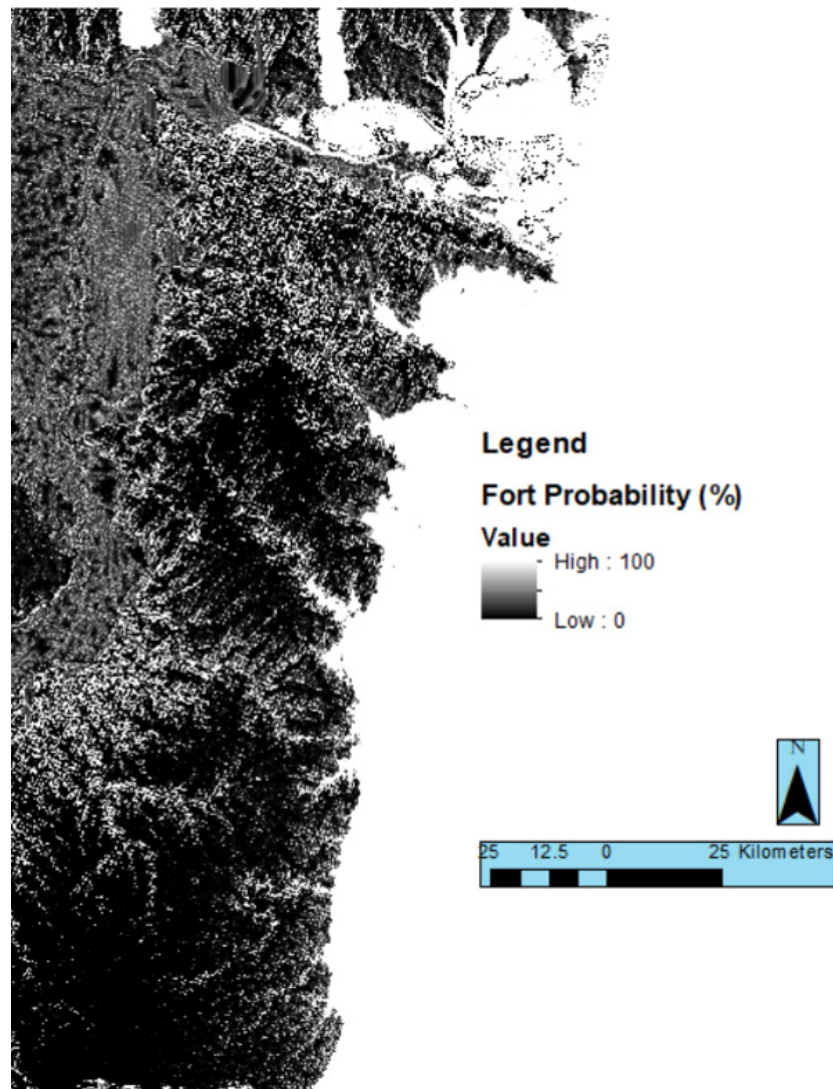 Legend
Fort Probability (%)
Value
High : 100
Low : 0
N
25 12.5 0 25 Kilometers